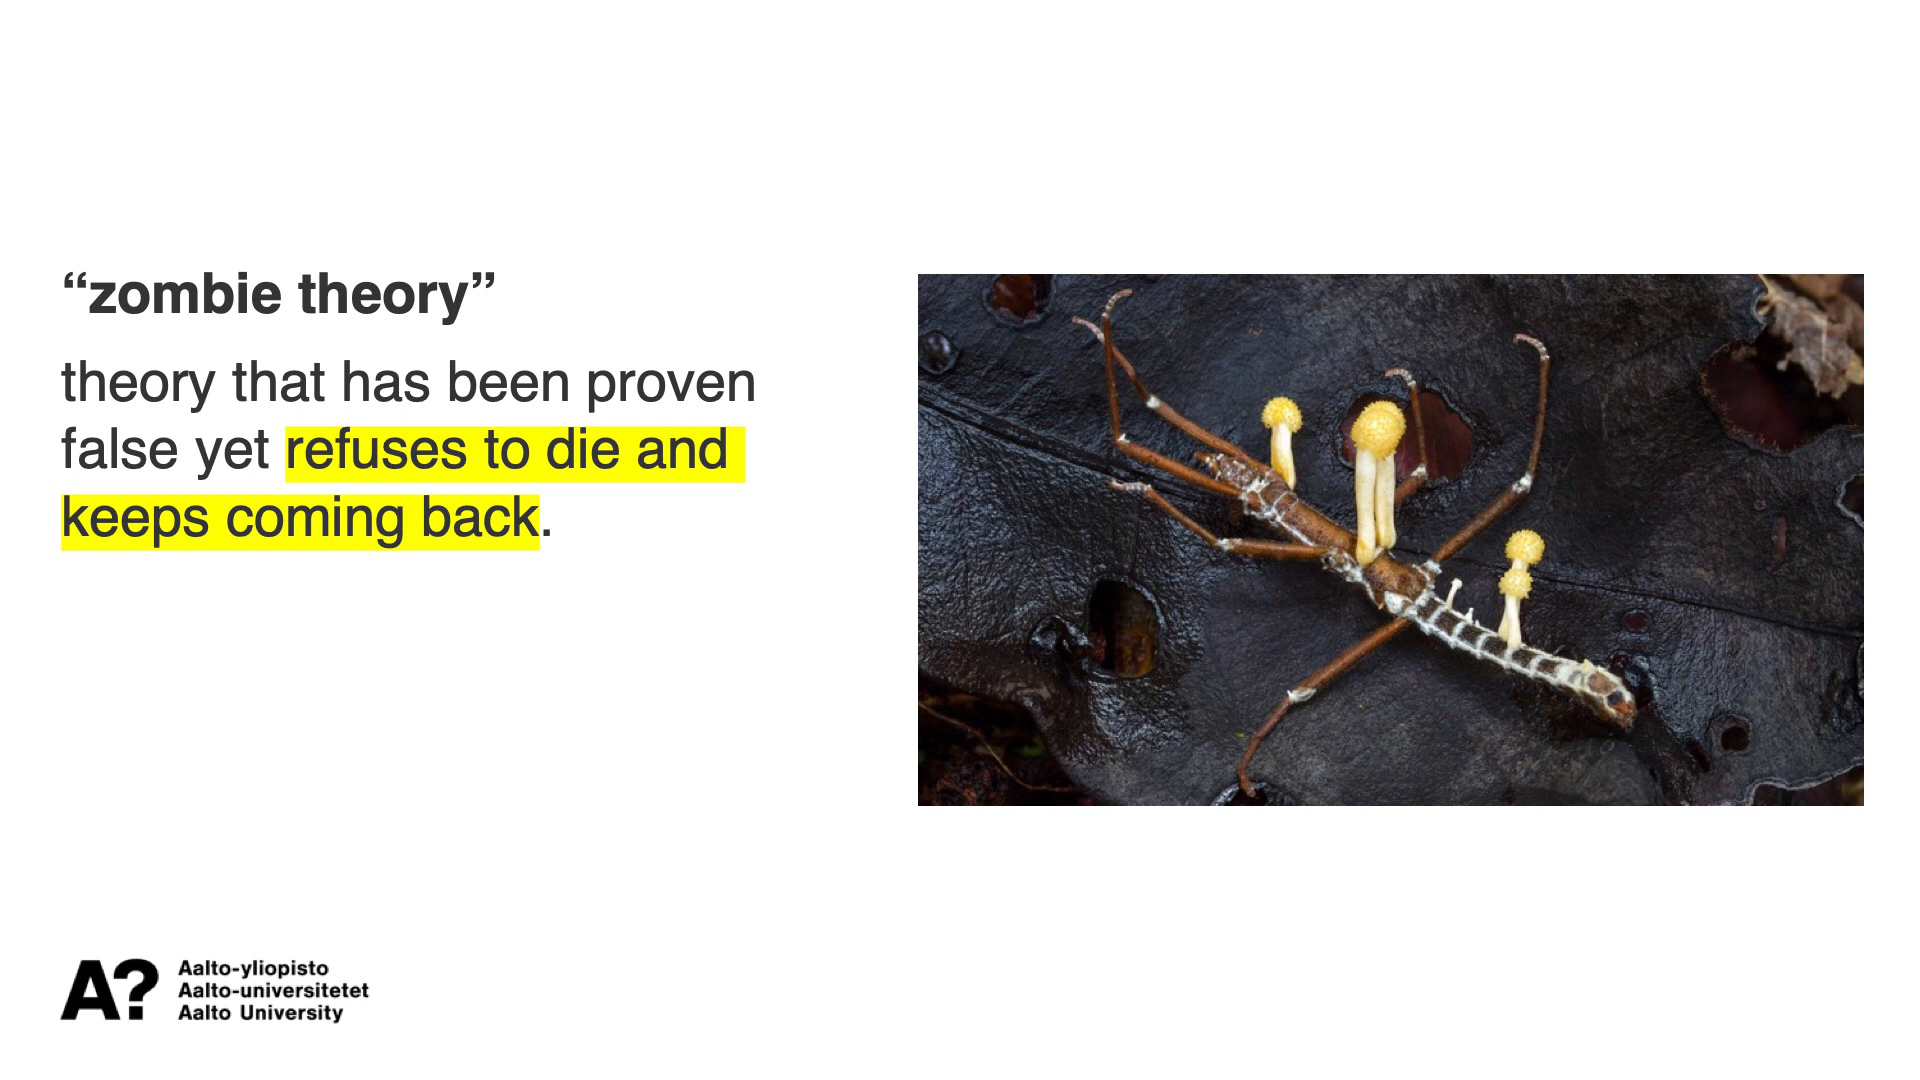 “zombie theory”
theory that has been proven
false yet refuses to die and
keeps coming back.
A?
Aalto-yliopisto
Aalto-universitetet
Aalto University